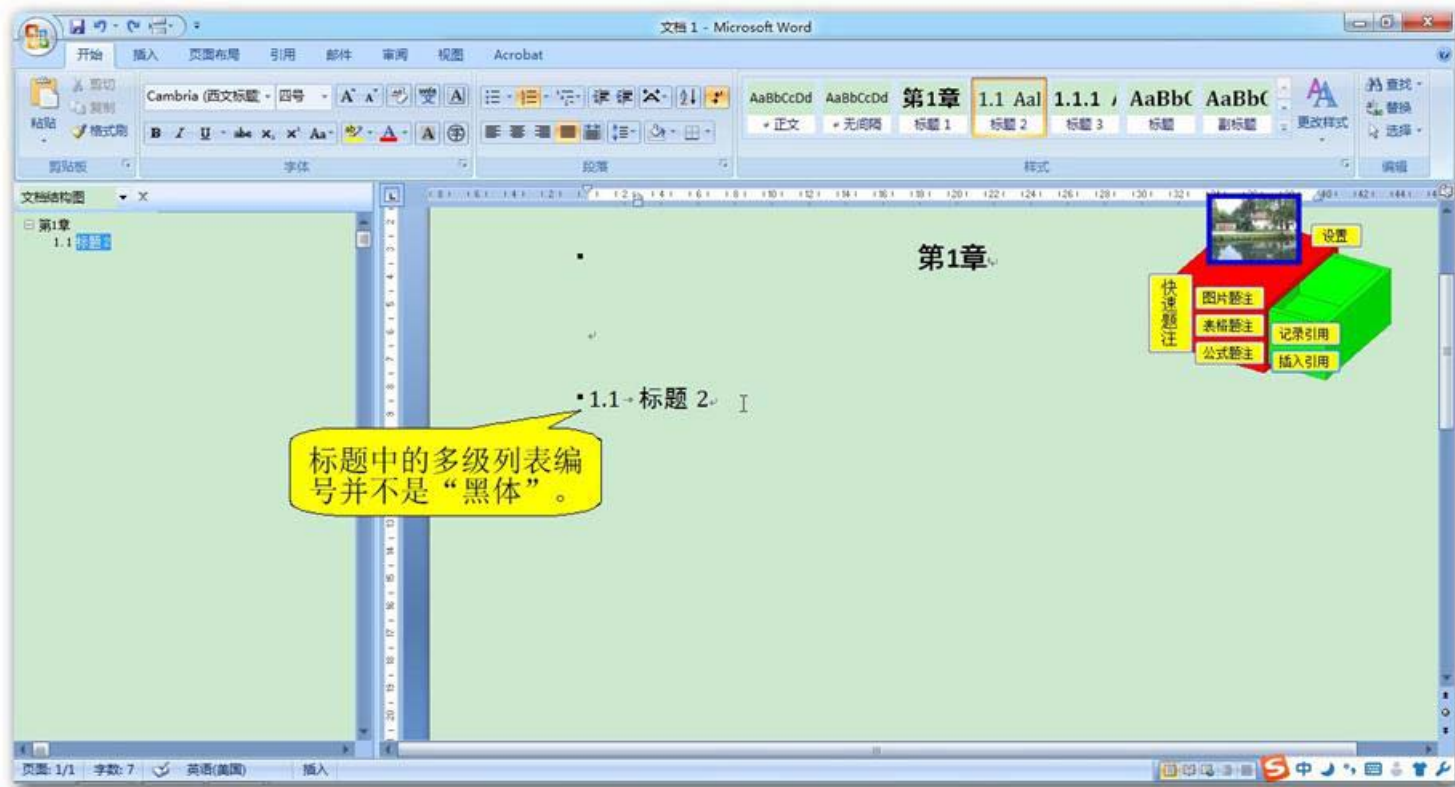 文档 1 - Microsoft Word
开始 插入 页面布局 引用 邮件 审阅 视图 Acrobat
剪切
复制
粘贴 格式刷
Cambria (西文标题 四号
AaBbCcDd AaBbCcDd 第1章 1.1 AaI 1.1.1 AaBb( AaBb(
正文 无间隔 标题 1 标题 2 标题 3 标题 副标题
更改样式
查找
替换
选择
剪贴板 字体 段落 样式 编辑
文档结构图
第1章
1.1 标题 2
第1章
1.1 标题 2
标题中的多级列表编
号并不是“黑体”。
设置
快速题注
图片题注
表格题注
公式题注
记录引用
插入引用
页面: 1/1 字数: 7 英语(美国) 插入
中